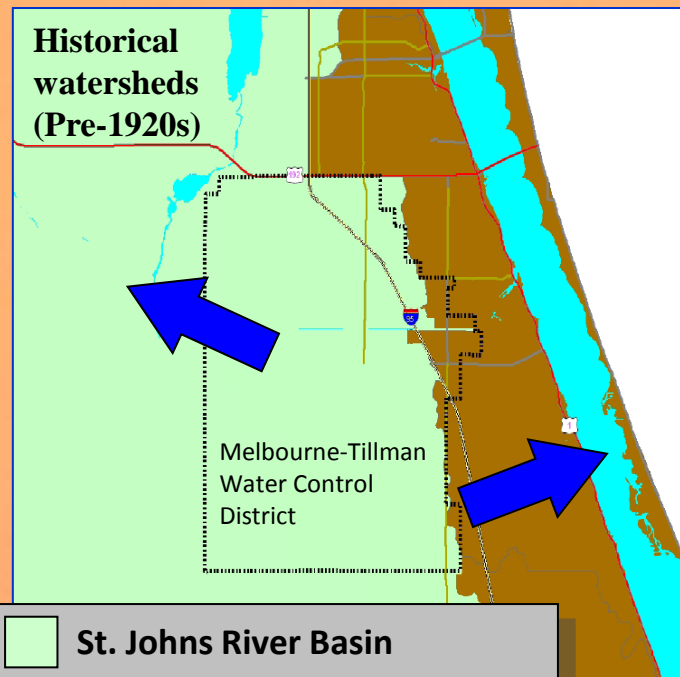 Historical
watersheds
(Pre-1920s)
192
95
1
Melbourne-Tillman
Water Control
District
St. Johns River Basin